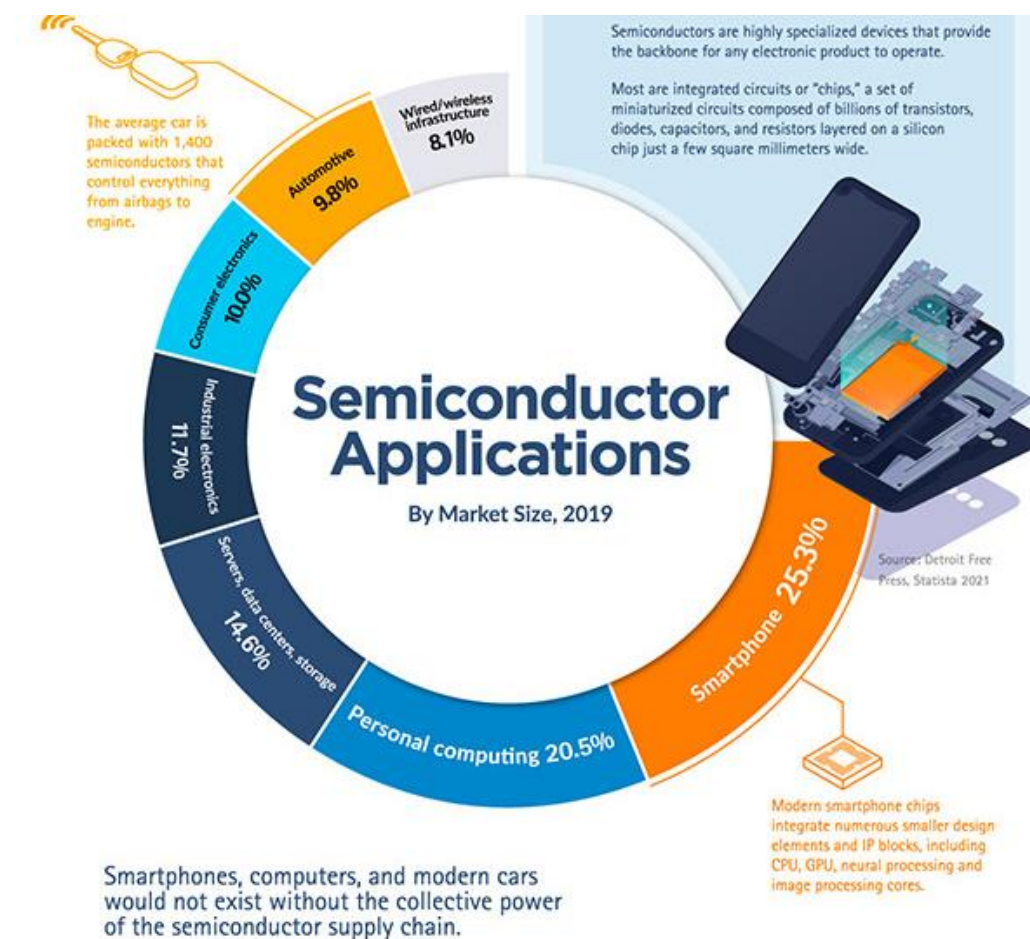 Semiconductors are highly specialized devices that provide
the backbone for any electronic product to operate.
Most are integrated circuits or "chips," a set of
miniaturized circuits composed of billions of transistors,
diodes, capacitors, and resistors layered on a silicon
chip just a few square millimeters wide.
The average car is
packed with 1,400
semiconductors that
control everything
from airbags to
engine.
Wired/wireless
infrastructure
8.1%
Automotive
9.8%
Consumer electronics
10.0%
Industrial electronics
11.7%
Servers, data centers, storage
14.6%
Personal computing 20.5%
Smartphone 25.3%
Semiconductor
Applications
By Market Size, 2019
Source: Detroit Free
Press, Statista 2021
Modern smartphone chips
integrate numerous smaller design
elements and IP blocks, including
CPU, GPU, neural processing and
image processing cores.
Smartphones, computers, and modern cars
would not exist without the collective power
of the semiconductor supply chain.